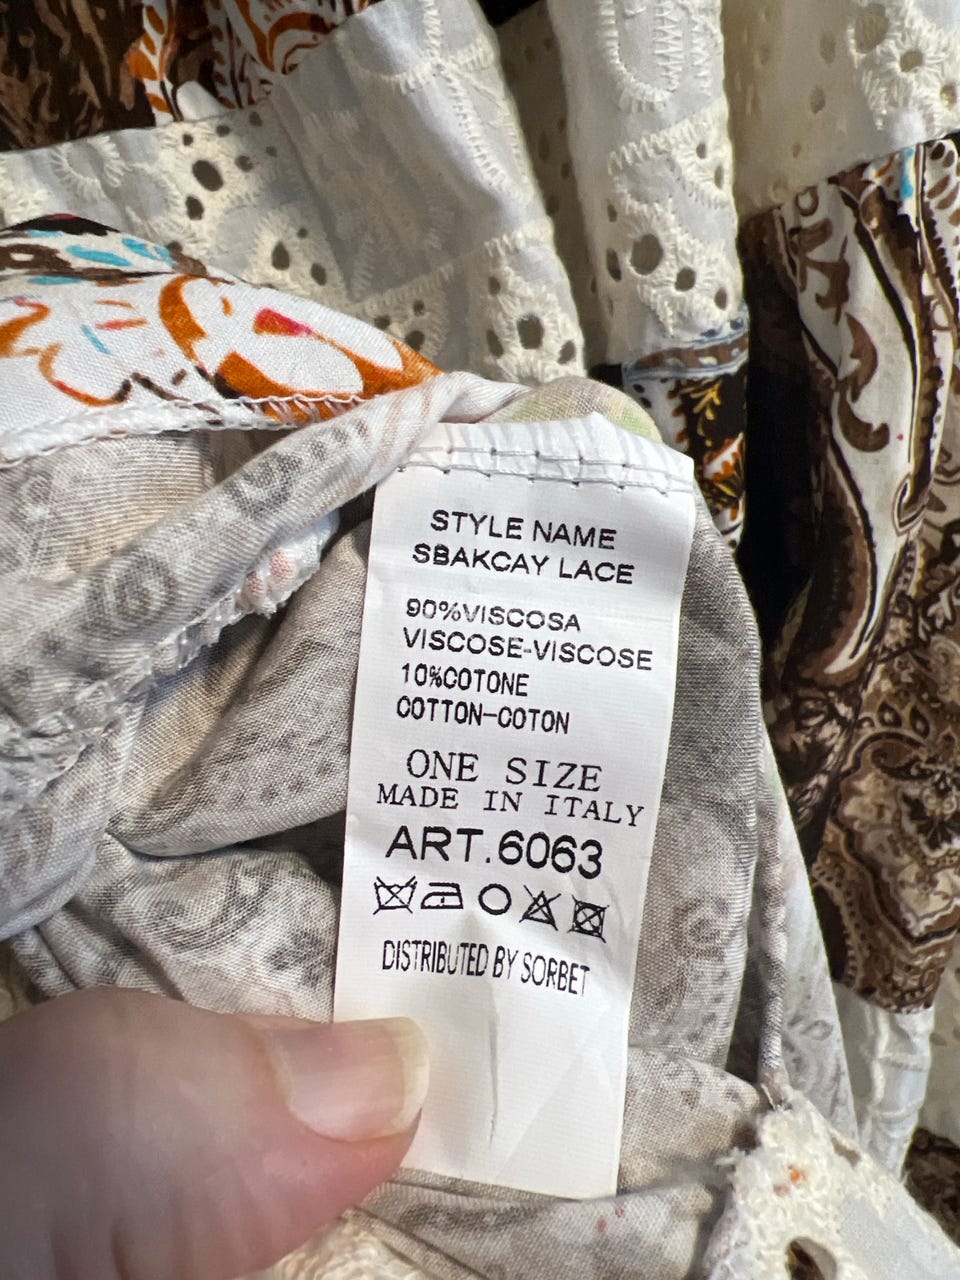 STYLE NAME
SBAKCAY LACE
90%VISCOSA
VISCOSE-VISCOSE
10%COTONE
COTTON-COTON
ONE SIZE
MADE IN ITALY
ART.6063
DISTRIBUTED BY SORBET